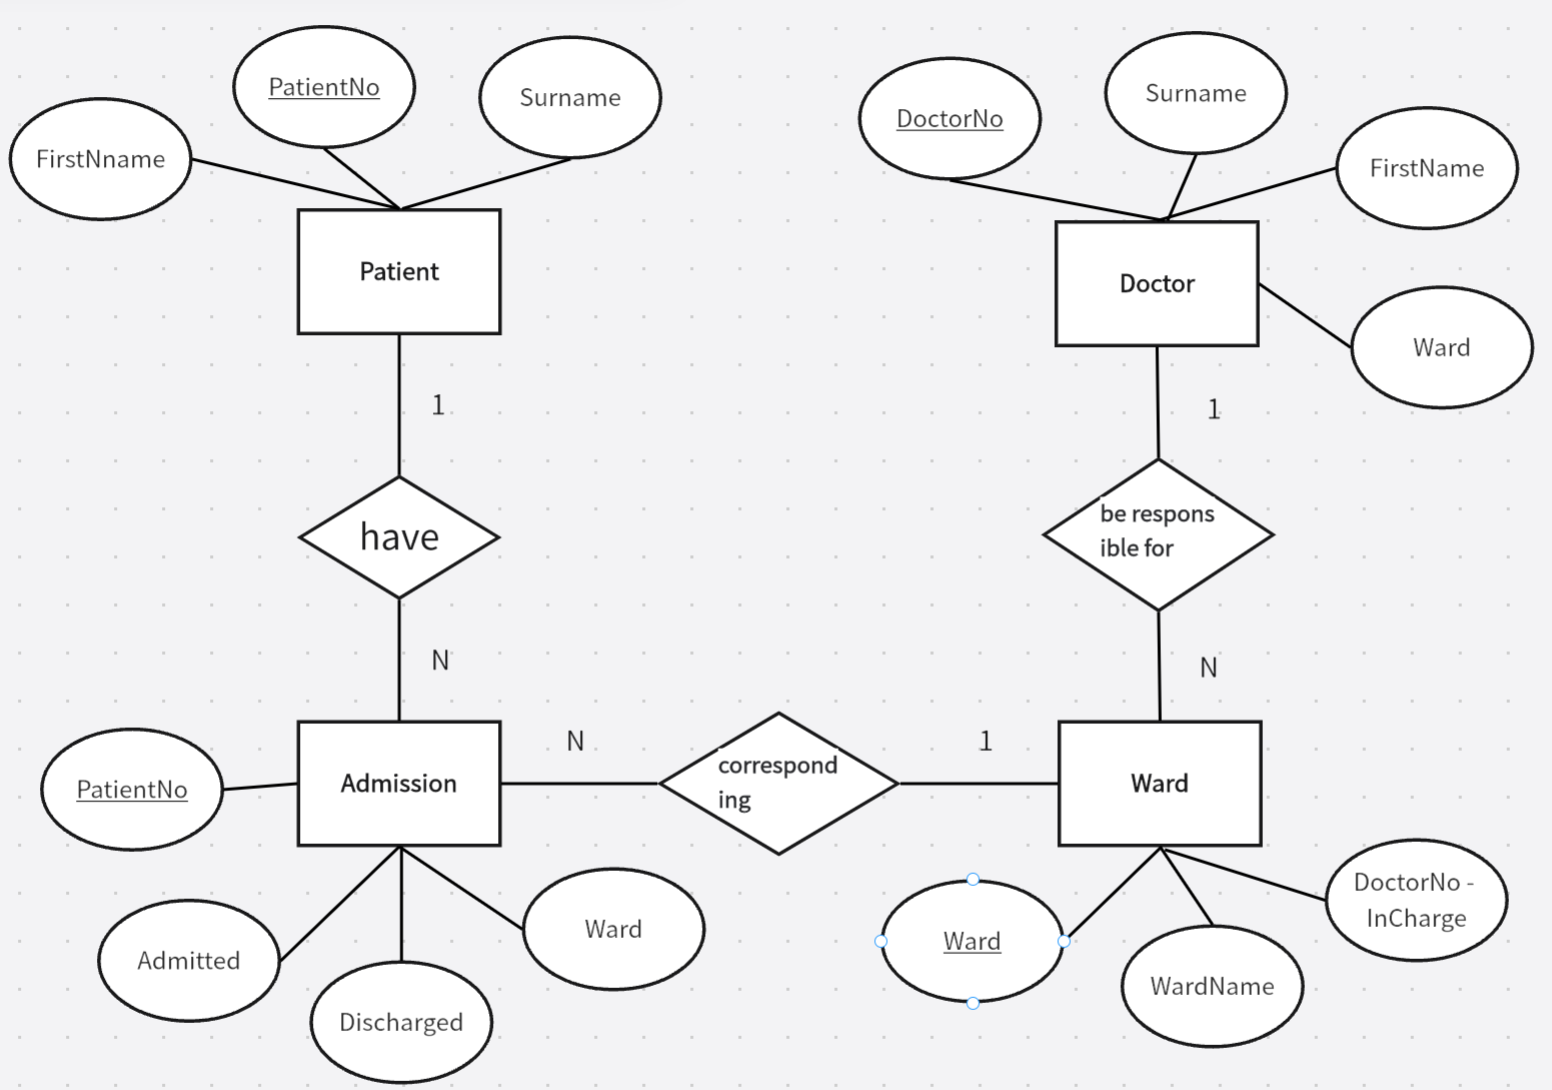 PatientNo
Surname
FirstNname
DoctorNo
Surname
FirstName
Patient
Doctor
Ward
1
1
have
be respons
ible for
N
N
PatientNo
Admission
N
correspond
ing
1
Ward
Admitted
Discharged
Ward
Ward
WardName
DoctorNo -
InCharge